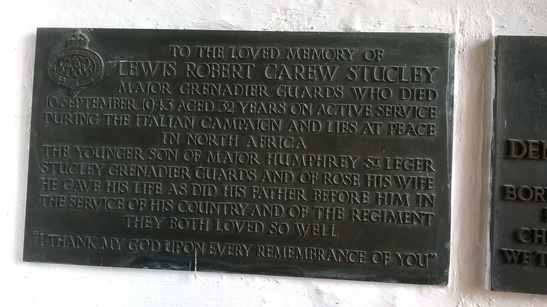 TO THE LOVED MEMORY OF
LEWIS ROBERT CAREW STUCLEY
MAJOR GRENADIER GUARDS WHO DIED
10 SEPTEMBER 1943 AGED 32 YEARS ON ACTIVE SERVICE
DURING THE ITALIAN CAMPAIGN AND LIES AT PEACE
IN NORTH AFRICA
THE YOUNGER SON OF MAJOR HUMPHREY ST LEGER
STUCLEY GRENADIER GUARDS AND OF ROSE HIS WIFE
HE GAVE HIS LIFE AS DID HIS FATHER BEFORE HIM IN
THE SERVICE OF HIS COUNTRY AND OF THE REGIMENT
THEY BOTH LOVED SO WELL
"I THANK MY GOD UPON EVERY REMEMBRANCE OF YOU"
DE
BOR
CH
WE T